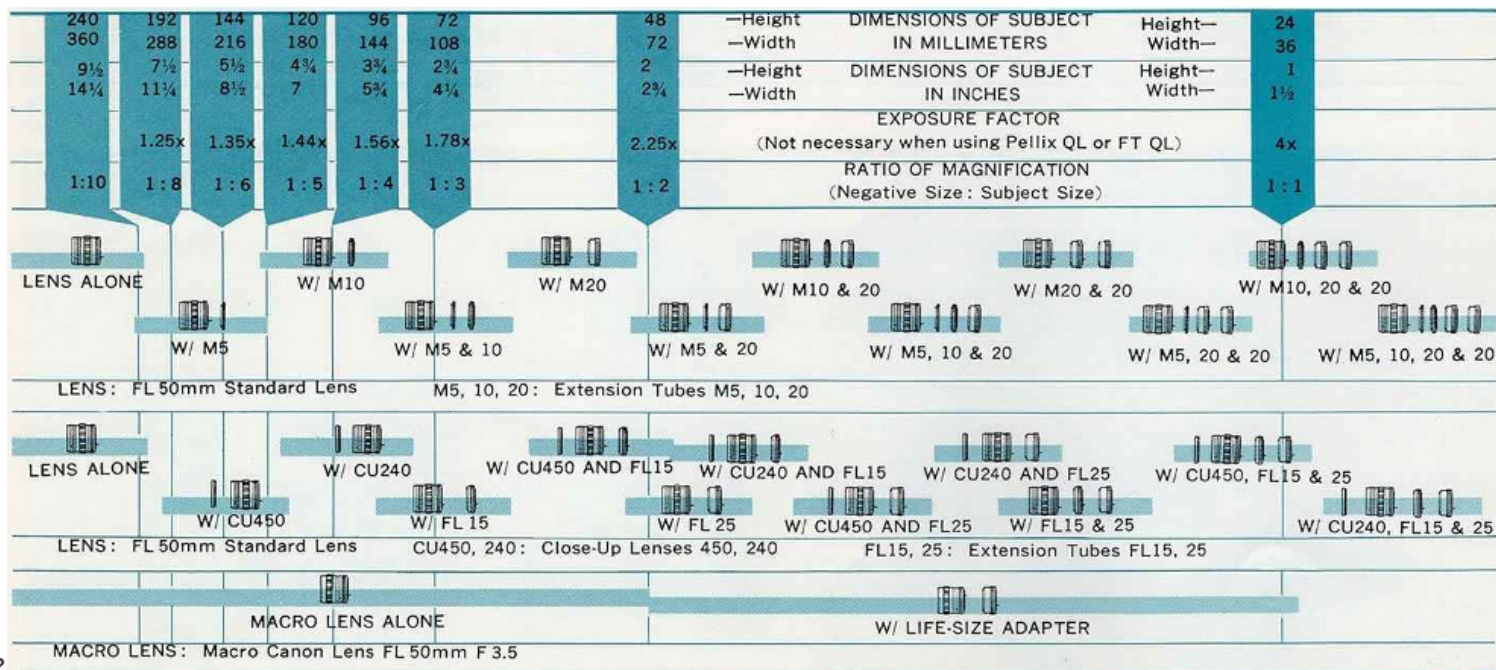 240 192 144 120 96 72 48 —Height DIMENSIONS OF SUBJECT Height— 24
360 288 216 180 144 108 72 —Width IN MILLIMETERS Width— 36
9½ 7½ 5½ 4¾ 3¾ 2¾ 2 —Height DIMENSIONS OF SUBJECT Height— 1
14¼ 11¼ 8½ 7 5¾ 4¼ 2¾ —Width IN INCHES Width— 1½
EXPOSURE FACTOR
1.25x 1.35x 1.44x 1.56x 1.78x 2.25x (Not necessary when using Pellix QL or FT QL) 4x
RATIO OF MAGNIFICATION
1:10 1:8 1:6 1:5 1:4 1:3 1:2 (Negative Size: Subject Size) 1:1
LENS ALONE W/ M10 W/ M20 W/ M10 & 20 W/ M20 & 20 W/ M10, 20 & 20
W/ M5 W/ M5 & 10 W/ M5 & 20 W/ M5, 10 & 20 W/ M5, 20 & 20 W/ M5, 10, 20 & 20
LENS: FL 50mm Standard Lens M5, 10, 20: Extension Tubes M5, 10, 20
LENS ALONE W/ CU240 W/ CU450 AND FL15 W/ CU240 AND FL15 W/ CU240 AND FL25 W/ CU450, FL15 & 25
W/ CU450 W/ FL 15 W/ FL 25 W/ CU450 AND FL25 W/ FL15 & 25 W/ CU240, FL15 & 25
LENS: FL 50mm Standard Lens CU450, 240: Close-Up Lenses 450, 240 FL15, 25: Extension Tubes FL15, 25
MACRO LENS ALONE W/ LIFE-SIZE ADAPTER
MACRO LENS: Macro Canon Lens FL 50mm F 3.5